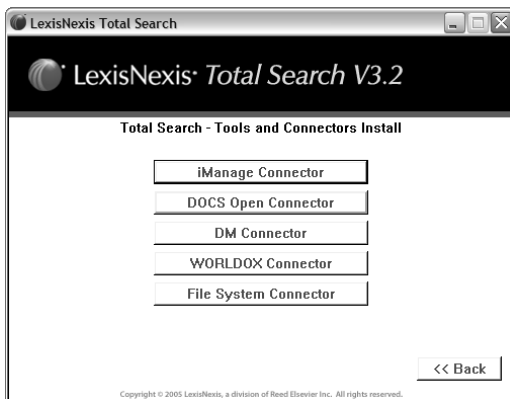 LexisNexis Total Search
LexisNexis® Total Search V3.2
Total Search - Tools and Connectors Install
iManage Connector
DOCS Open Connector
DM Connector
WORLDOX Connector
File System Connector
<< Back
Copyright © 2005 LexisNexis, a division of Reed Elsevier Inc. All rights reserved.